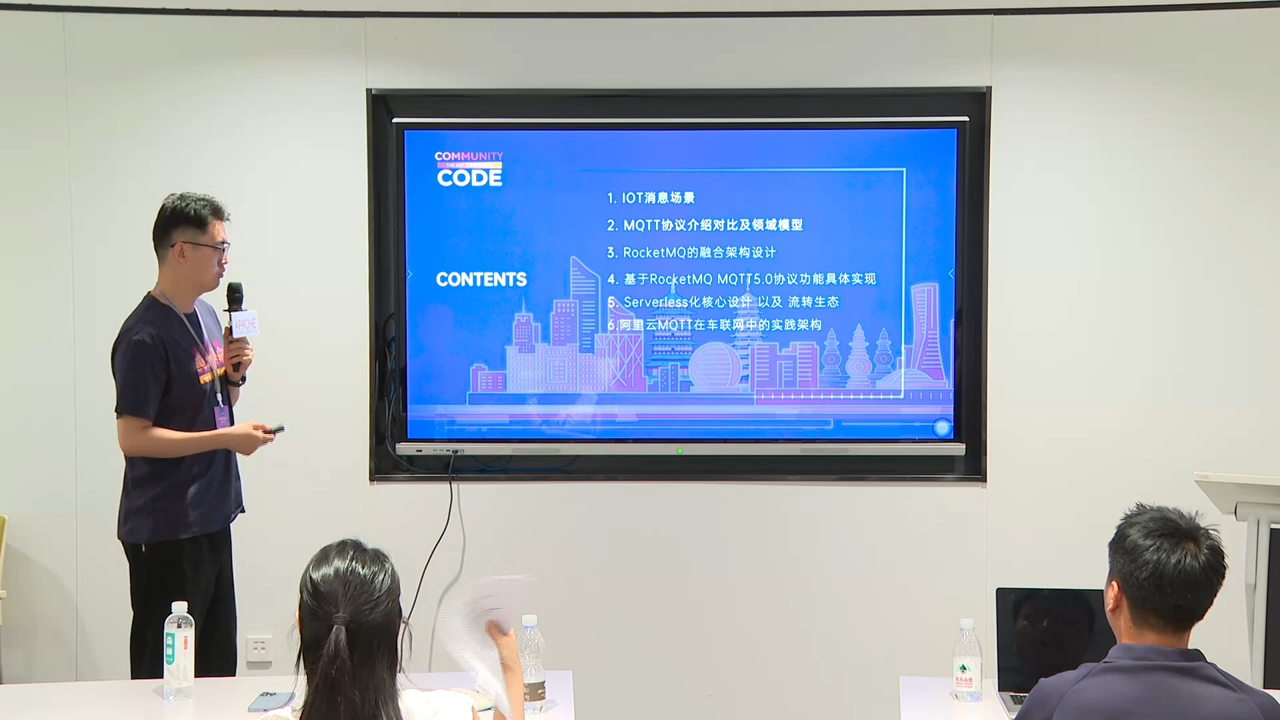 COMMUNITY
CODE
CONTENTS
1. IOT消息场景
2. MQTT协议介绍对比及领域模型
3. RocketMQ的融合架构设计
4. 基于RocketMQ MQTT5.0协议功能具体实现
5. Serverless化核心设计 以及 流转生态
6.阿里云MQTT在车联网中的实践架构
APACHE